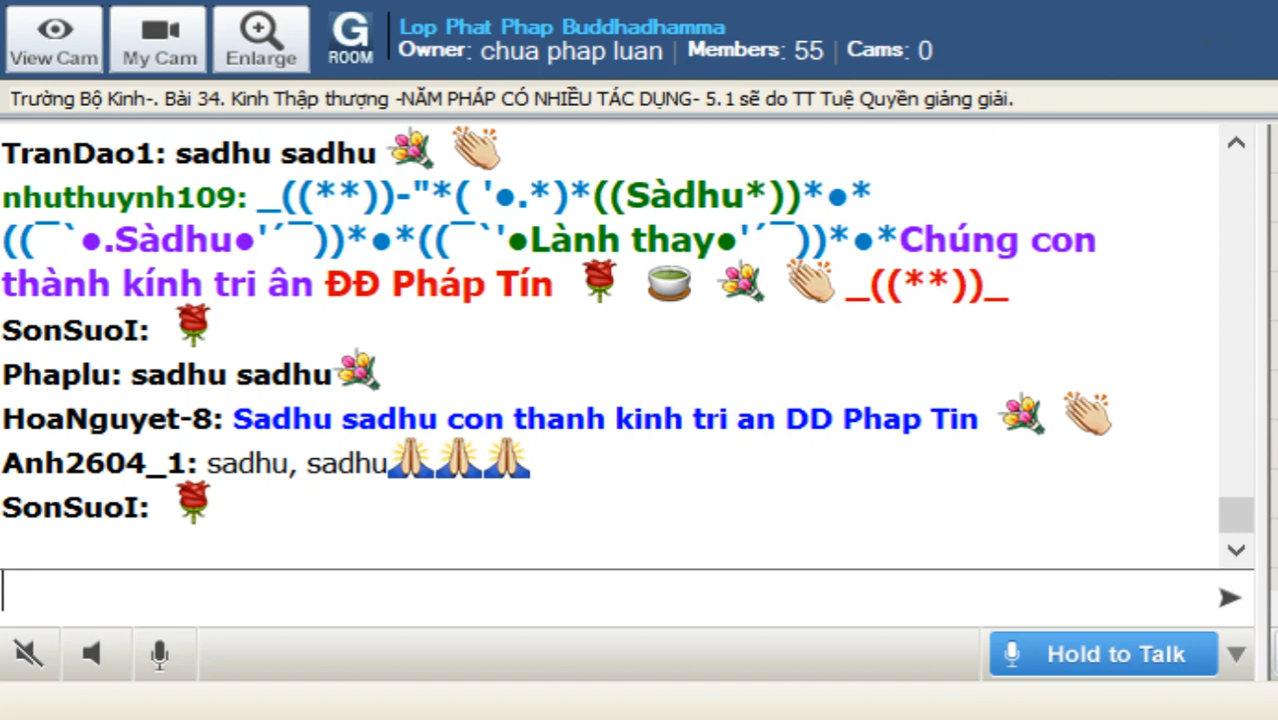 View Cam
My Cam
Enlarge
G
ROOM
Lop Phat Phap Buddhadhamma
Owner: chua phap luan | Members: 55 | Cams: 0
Trường Bộ Kinh-. Bài 34. Kinh Thập thượng -NĂM PHÁP CÓ NHIỀU TÁC DỤNG- 5.1 sẽ do TT Tuệ Quyền giảng giải.
TranDao1: sadhu sadhu 💐 👏
nhuthuynh109: _((**))-"*( '●.*)*((Sàdhu*))*●*
((¯`●.Sàdhu●'´¯))*●*((¯`'●Lành thay●'´¯))*●*Chúng con
thành kính tri ân ĐĐ Pháp Tín 🌹 🍵 💐 👏 _((**))_
SonSuoI: 🌹
Phaplu: sadhu sadhu💐
HoaNguyet-8: Sadhu sadhu con thanh kinh tri an DD Phap Tin 💐 👏
Anh2604_1: sadhu, sadhu🙏🙏🙏
SonSuoI: 🌹
Hold to Talk